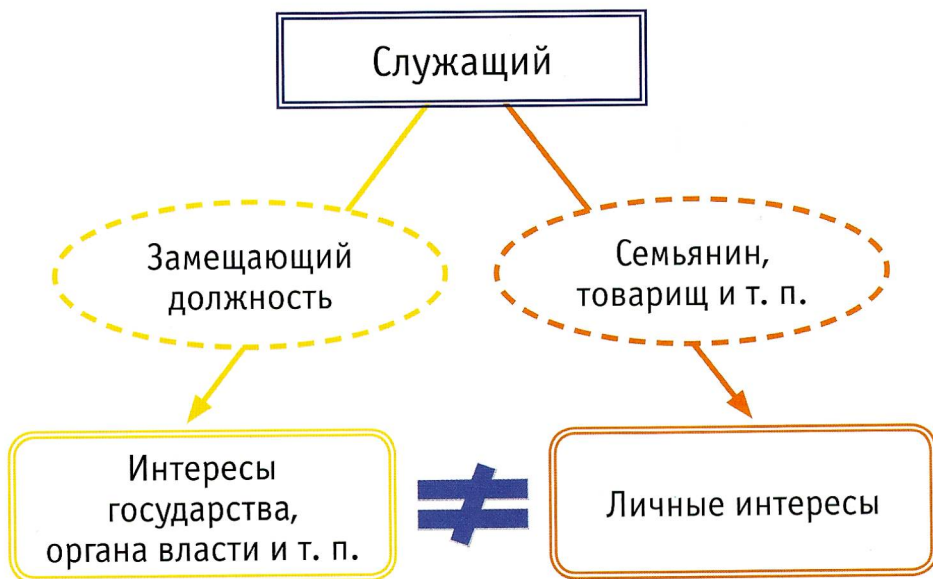 Служащий
Замещающий
должность
Семьянин,
товарищ и т. п.
Интересы
государства,
органа власти и т. п.
≠
Личные интересы